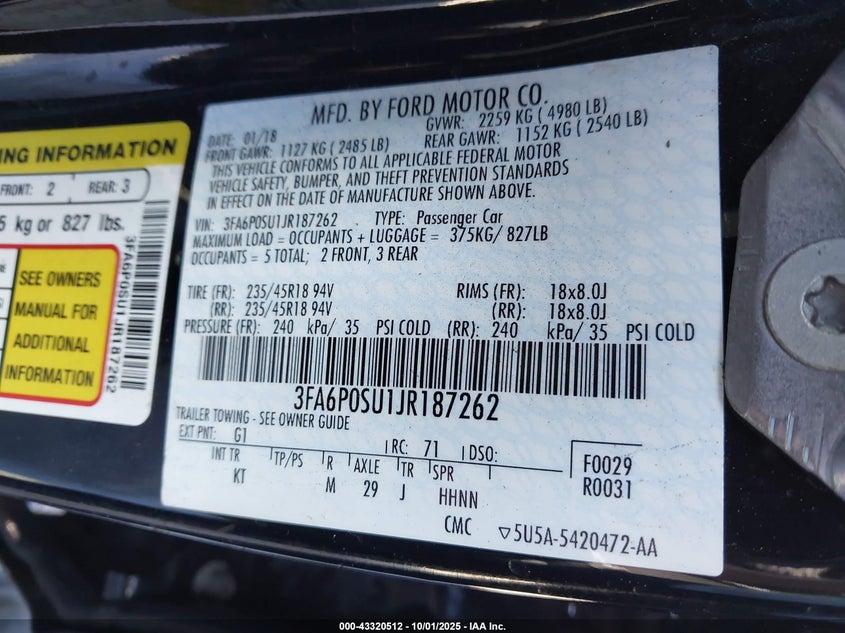 NG INFORMATION
FRONT: 2 REAR: 3
5 kg or 827 lbs.
SEE OWNERS
MANUAL FOR
ADDITIONAL
INFORMATION
3FA6P0SU1JR187262
MFD. BY FORD MOTOR CO.
DATE: 01/18 GVWR: 2259 KG ( 4980 LB)
FRONT GAWR: 1127 KG ( 2485 LB) REAR GAWR: 1152 KG ( 2540 LB)
THIS VEHICLE CONFORMS TO ALL APPLICABLE FEDERAL MOTOR
VEHICLE SAFETY, BUMPER, AND THEFT PREVENTION STANDARDS
IN EFFECT ON THE DATE OF MANUFACTURE SHOWN ABOVE.
VIN: 3FA6P0SU1JR187262 TYPE: Passenger Car
MAXIMUM LOAD = OCCUPANTS + LUGGAGE = 375KG/ 827LB
OCCUPANTS = 5 TOTAL; 2 FRONT, 3 REAR
TIRE (FR): 235/45R18 94V RIMS (FR): 18x8.0J
(RR): 235/45R18 94V (RR): 18x8.0J
PRESSURE (FR): 240 kPa/ 35 PSI COLD (RR): 240 kPa/ 35 PSI COLD
3FA6P0SU1JR187262
TRAILER TOWING - SEE OWNER GUIDE
EXT PNT: G1 RC: 71 DSO:
INT TR TP/PS R AXLE TR SPR
KT M 29 J HHNN
F0029
R0031
CMC ▽5U5A-5420472-AA
000-43320512 - 10/01/2025 - IAA Inc.